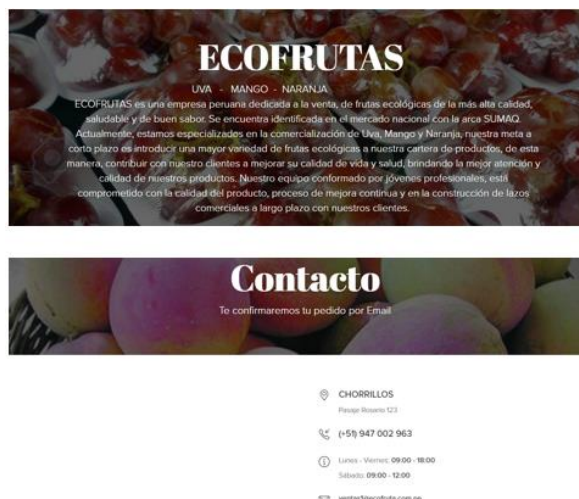 ECOFRUTAS
UVA - MANGO - NARANJA
ECOFRUTAS es una empresa peruana dedicada a la venta, de frutas ecológicas de la más alta calidad,
saludable y de buen sabor. Se encuentra identificada en el mercado nacional con la arca SUMAQ.
Actualmente, estamos especializados en la comercialización de Uva, Mango y Naranja, nuestra meta a
corto plazo es introducir una mayor variedad de frutas ecológicas a nuestra cartera de productos, de esta
manera, contribuir con nuestro clientes a mejorar su calidad de vida y salud, brindando la mejor atención y
calidad de nuestros productos. Nuestro equipo conformado por jóvenes profesionales, está
comprometido con la calidad del producto, proceso de mejora continua y en la construcción de lazos
comerciales a largo plazo con nuestros clientes.
Contacto
Te confirmaremos tu pedido por Email
CHORRILLOS
Pasaje Rosario 123
(+51) 947 002 963
Lunes - Viernes: 09:00 - 18:00
Sábado: 09:00 - 12:00
ventas@ecofruta.com.pe